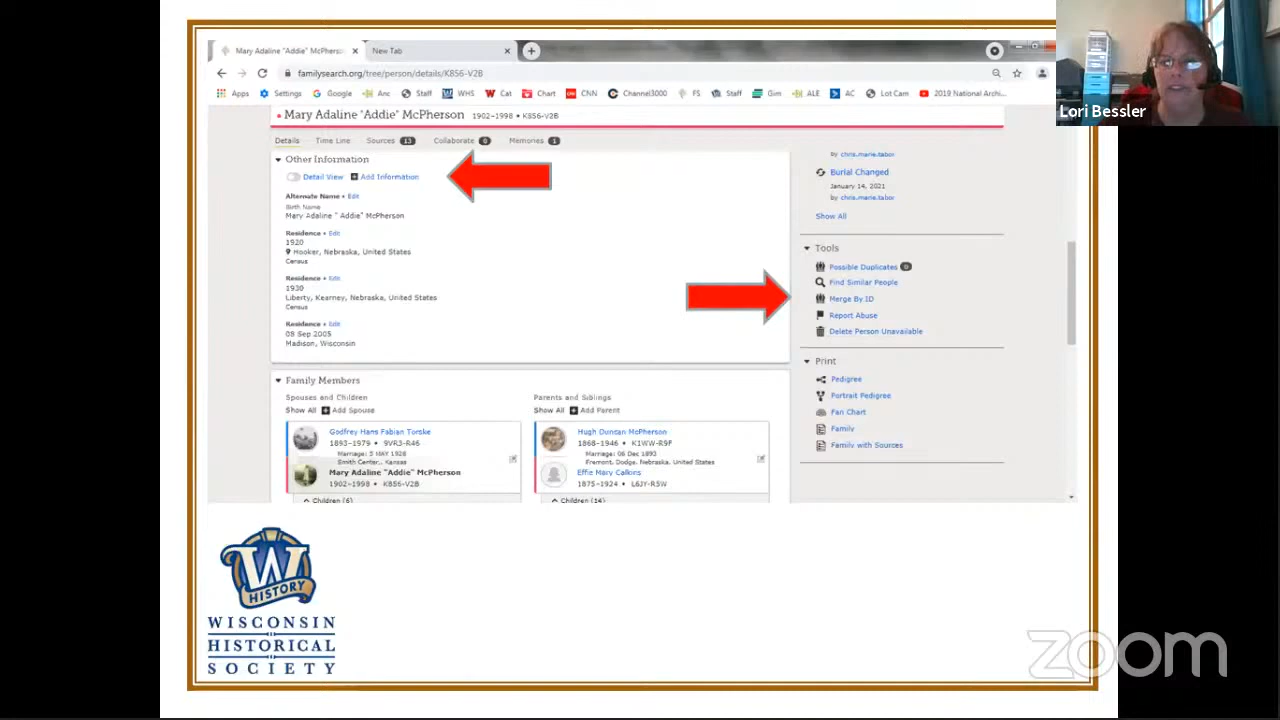 Mary Adaline "Addie" McPherso
New Tab
familysearch.org/tree/person/details/K856-V2B
Apps Settings Google Anc Staff WHS Cat Chart CNN Channel3000 FS Staff Gim ALE AC Lot Cam 2019 National Archi...
Lori Bessler
Mary Adaline "Addie" McPherson 1902–1998 • K856-V2B
Details Time Line Sources 13 Collaborate 0 Memories 1
Other Information
Detail View Add Information
Alternate Name • Edit
Birth Name
Mary Adaline " Addie" McPherson
Residence • Edit
1920
Hooker, Nebraska, United States
Census
Residence • Edit
1930
Liberty, Kearney, Nebraska, United States
Census
Residence • Edit
08 Sep 2005
Madison, Wisconsin
by chris.marie.tabor
Burial Changed
January 14, 2021
by chris.marie.tabor
Show All
Tools
Possible Duplicates 0
Find Similar People
Merge By ID
Report Abuse
Delete Person Unavailable
Print
Pedigree
Portrait Pedigree
Fan Chart
Family
Family with Sources
Family Members
Spouses and Children
Show All Add Spouse
Godfrey Hans Fabian Torske
1893–1979 • 9VR3-R46
Marriage: 5 MAY 1928
Smith Center, Kansas
Mary Adaline "Addie" McPherson
1902–1998 • K856-V2B
Children (6)
Parents and Siblings
Show All Add Parent
Hugh Duncan McPherson
1868–1946 • K1WW-R9F
Marriage: 06 Dec 1893
Fremont, Dodge, Nebraska, United States
Effie Mary Calkins
1875–1924 • L6JY-R5W
Children (14)
W
HISTORY
WISCONSIN
HISTORICAL
SOCIETY
zoom